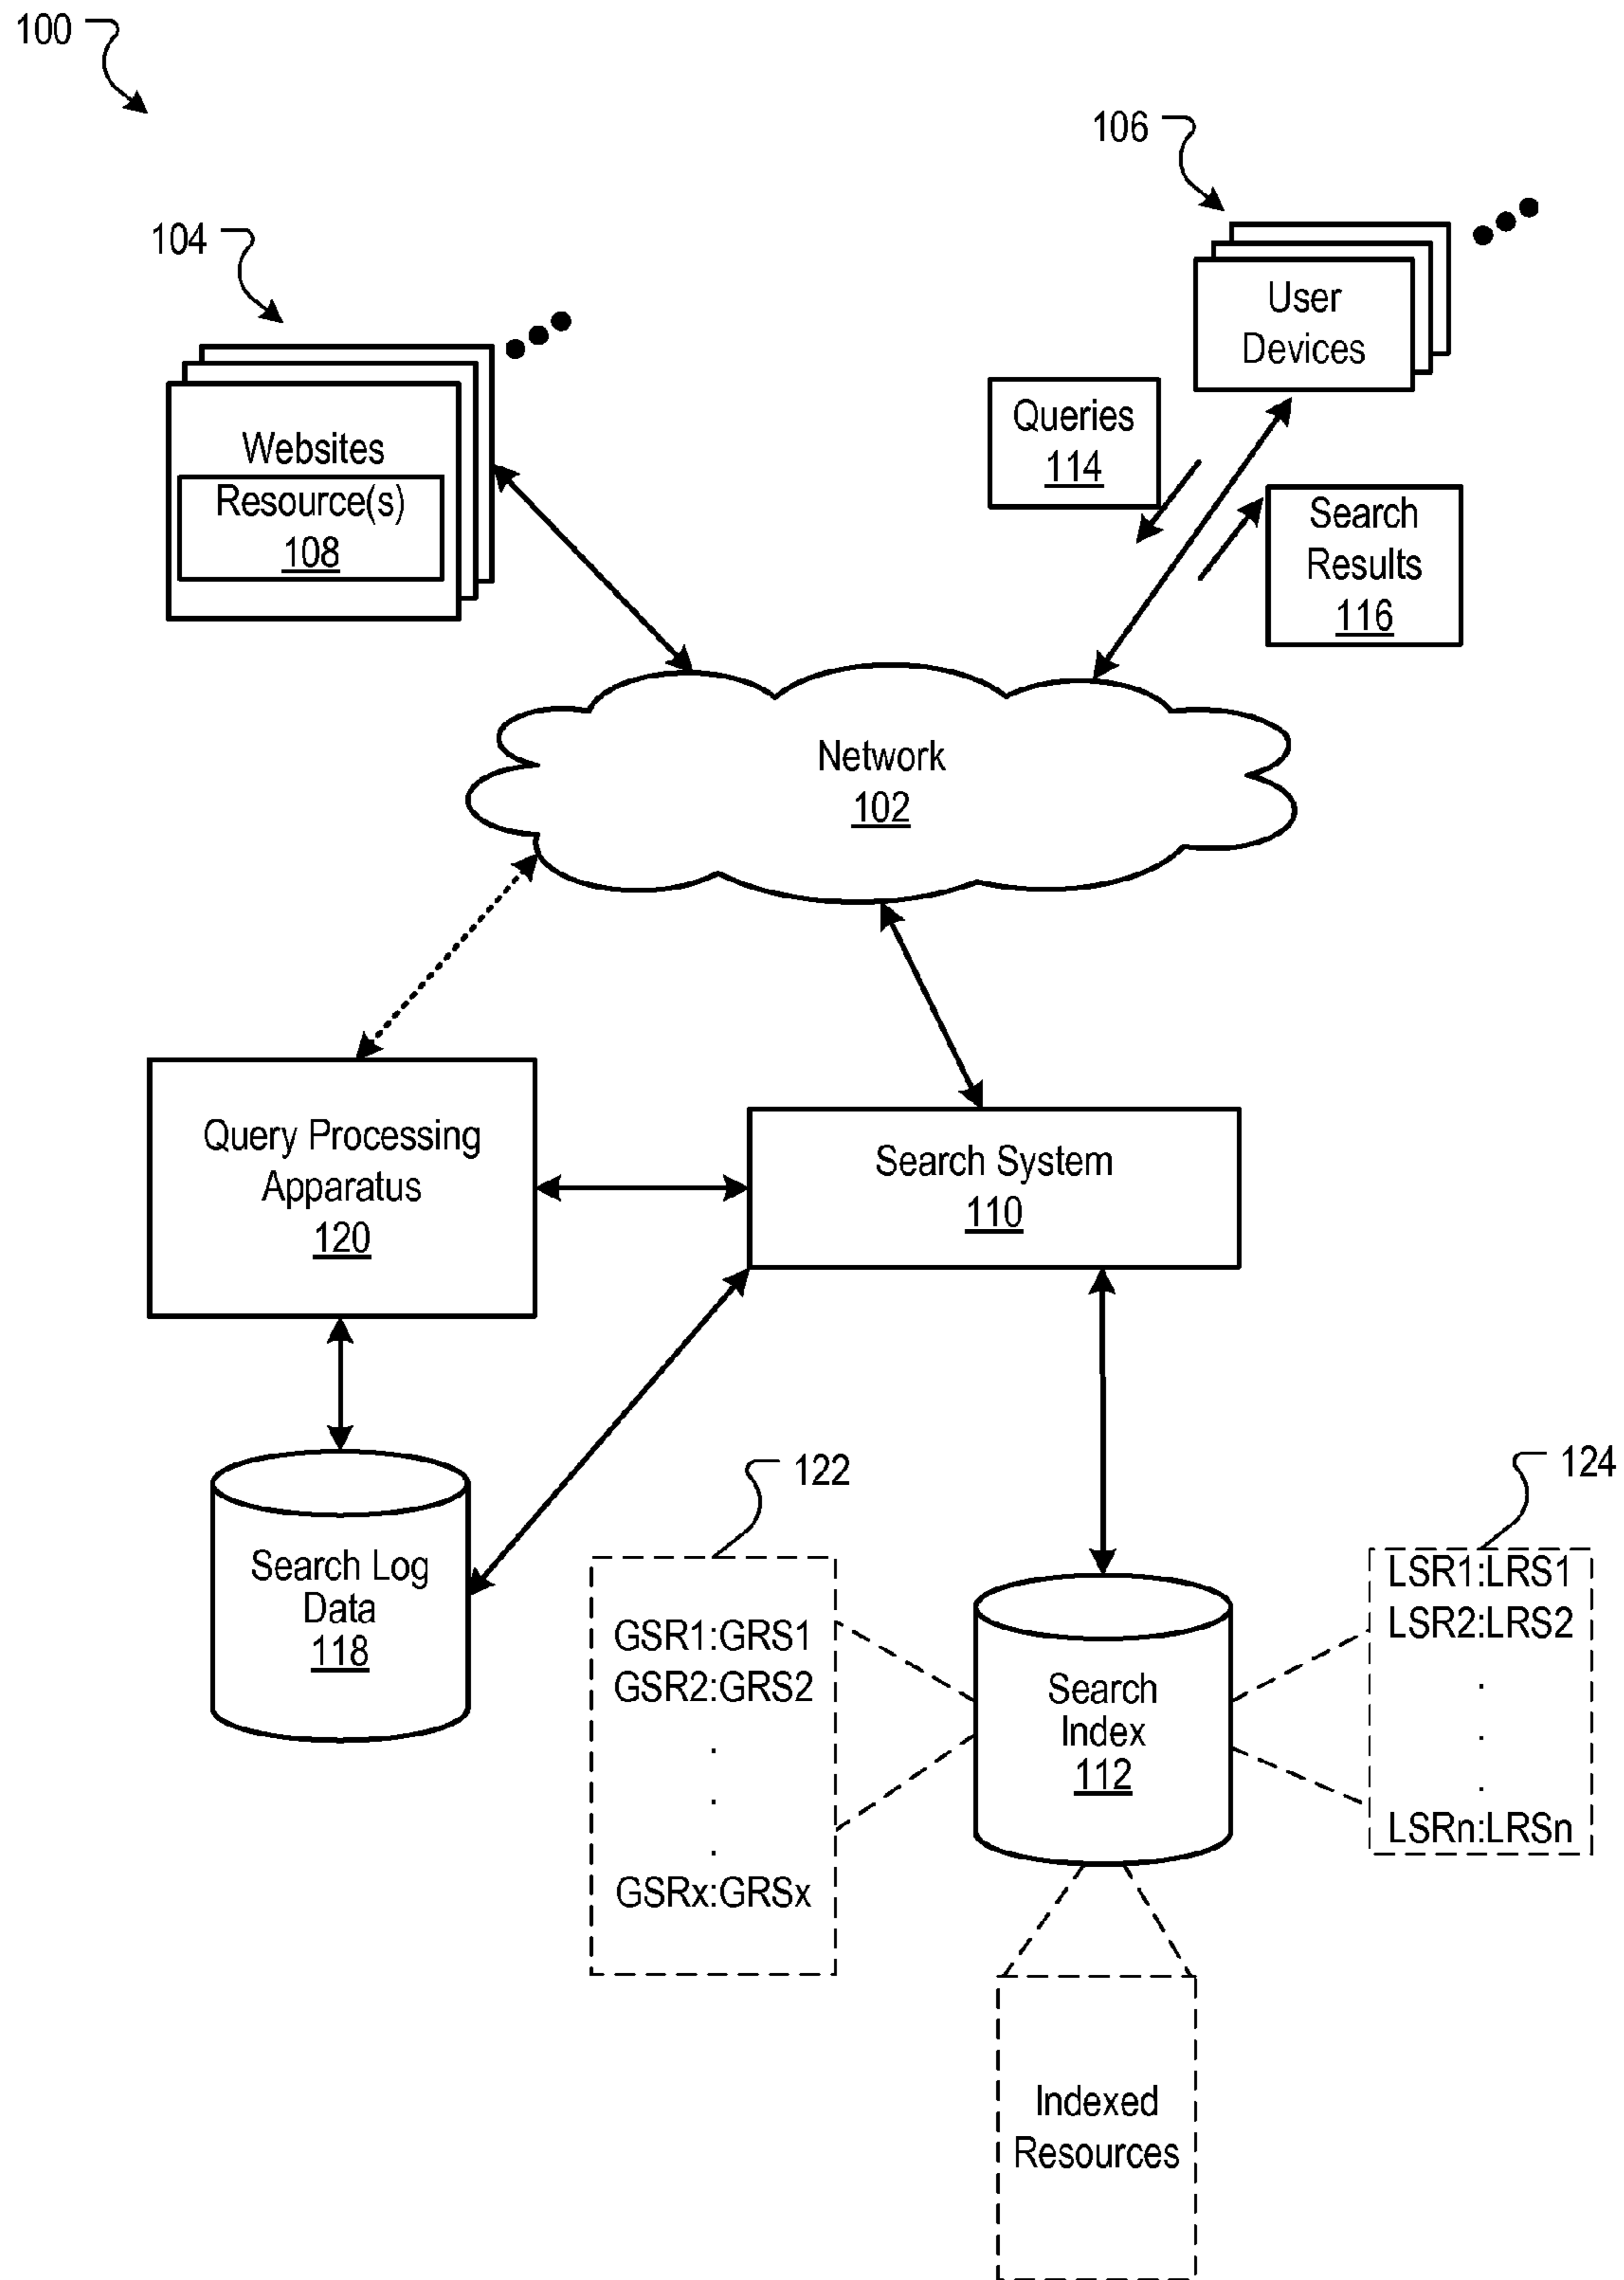 100
106
104
User
Devices
Queries
114
Websites
Resource(s)
108
Search
Results
116
Network
102
Query Processing
Apparatus
120
Search System
110
122
124
Search Log
Data
118
GSR1:GRS1
GSR2:GRS2
.
.
.
GSRx:GRSx
Search
Index
112
LSR1:LRS1
LSR2:LRS2
.
.
.
LSRn:LRSn
Indexed
Resources